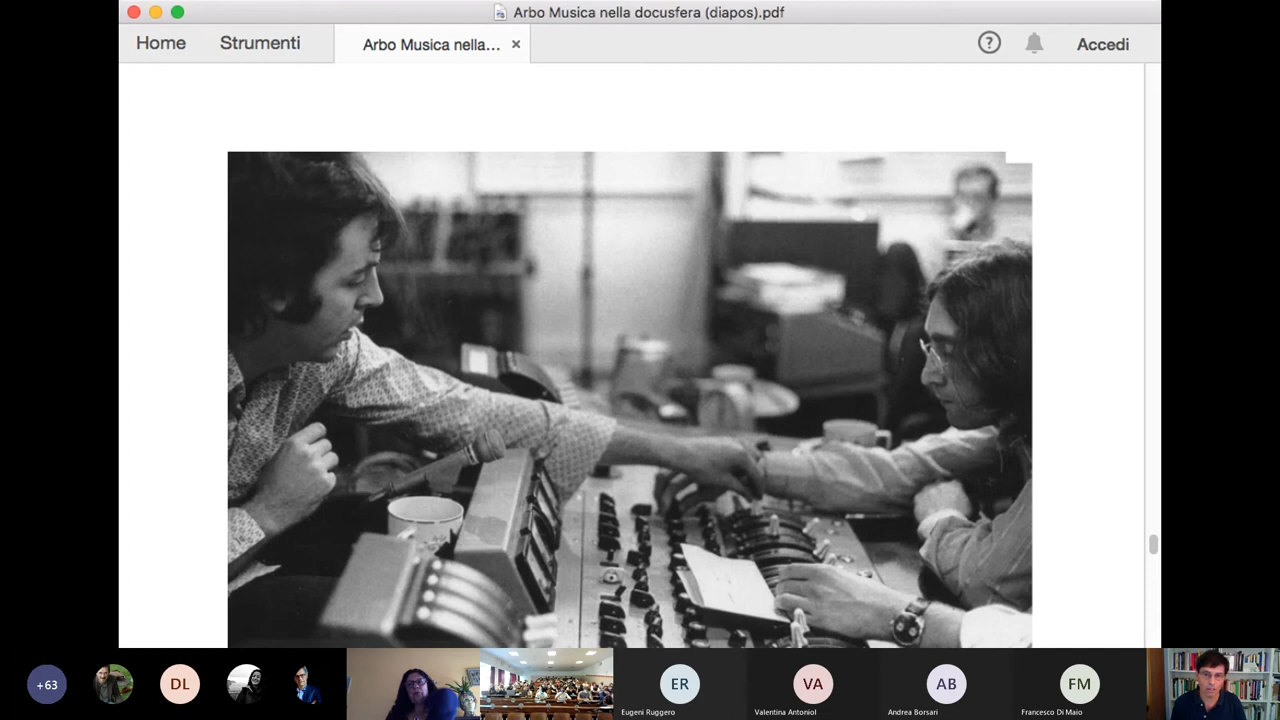 Arbo Musica nella docusfera (diapos).pdf
Home Strumenti Arbo Musica nella... × ? Accedi
+63 DL ER VA AB FM
Eugeni Ruggero Valentina Antoniol Andrea Borsari Francesco Di Maio